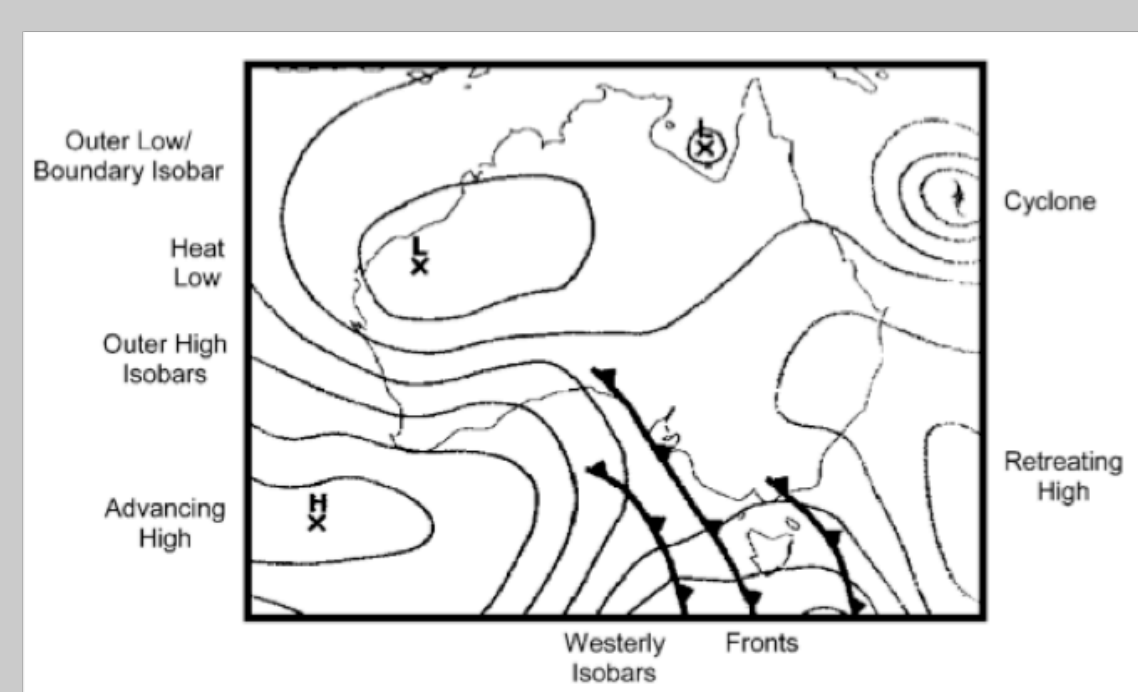 Outer Low/
Boundary Isobar
Heat
Low
Outer High
Isobars
Advancing
High
L
L
H
Cyclone
Retreating
High
Westerly
Isobars
Fronts